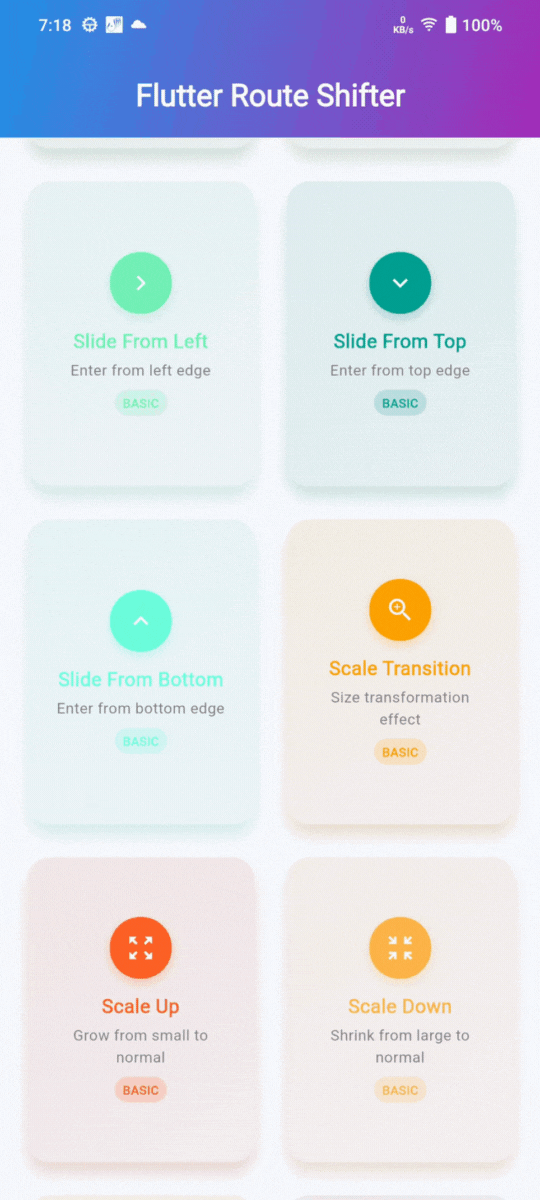 7:18
0
KB/s
100%
Flutter Route Shifter
Slide From Left
Enter from left edge
BASIC
Slide From Top
Enter from top edge
BASIC
Slide From Bottom
Enter from bottom edge
BASIC
Scale Transition
Size transformation
effect
BASIC
Scale Up
Grow from small to
normal
BASIC
Scale Down
Shrink from large to
normal
BASIC